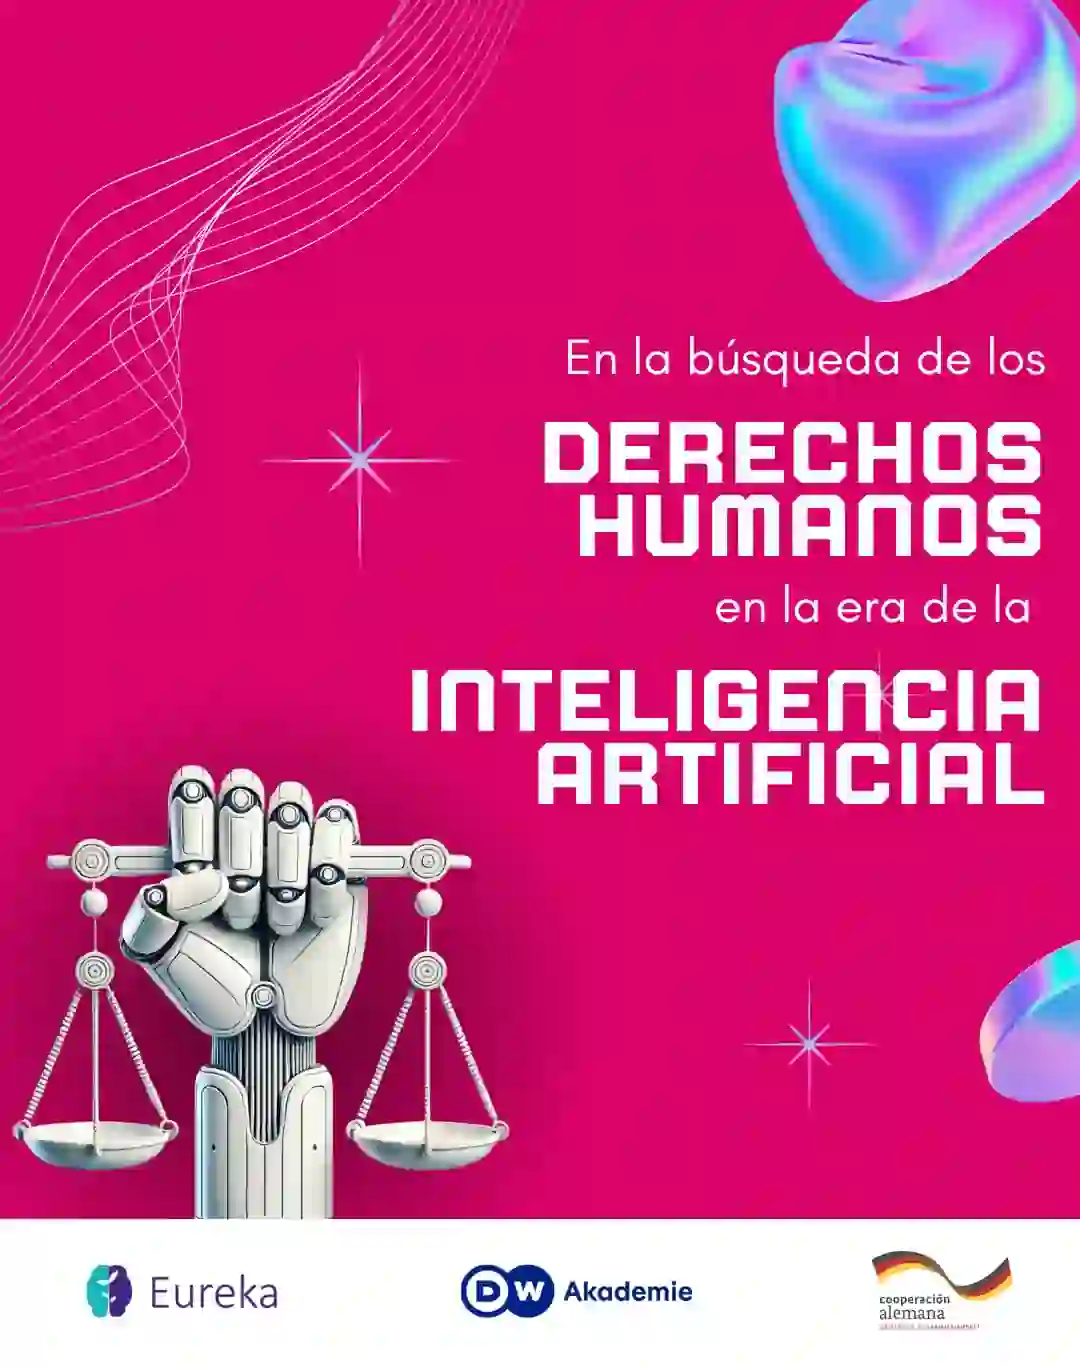 En la búsqueda de los
DERECHOS
HUMANOS
en la era de la
INTELIGENCIA
ARTIFICIAL
Eureka
DW Akademie
cooperación
alemana